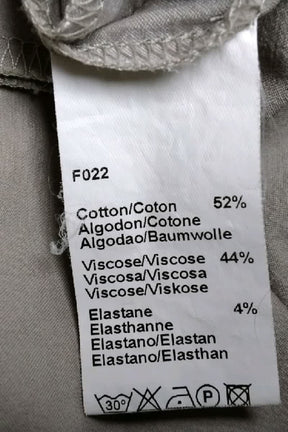 F022
Cotton/Coton 52%
Algodon/Cotone
Algodao/Baumwolle
Viscose/Viscose 44%
Viscosa/Viscosa
Viscose/Viskose
Elastane 4%
Elasthanne
Elastano/Elastan
Elastano/Elasthan
30° P